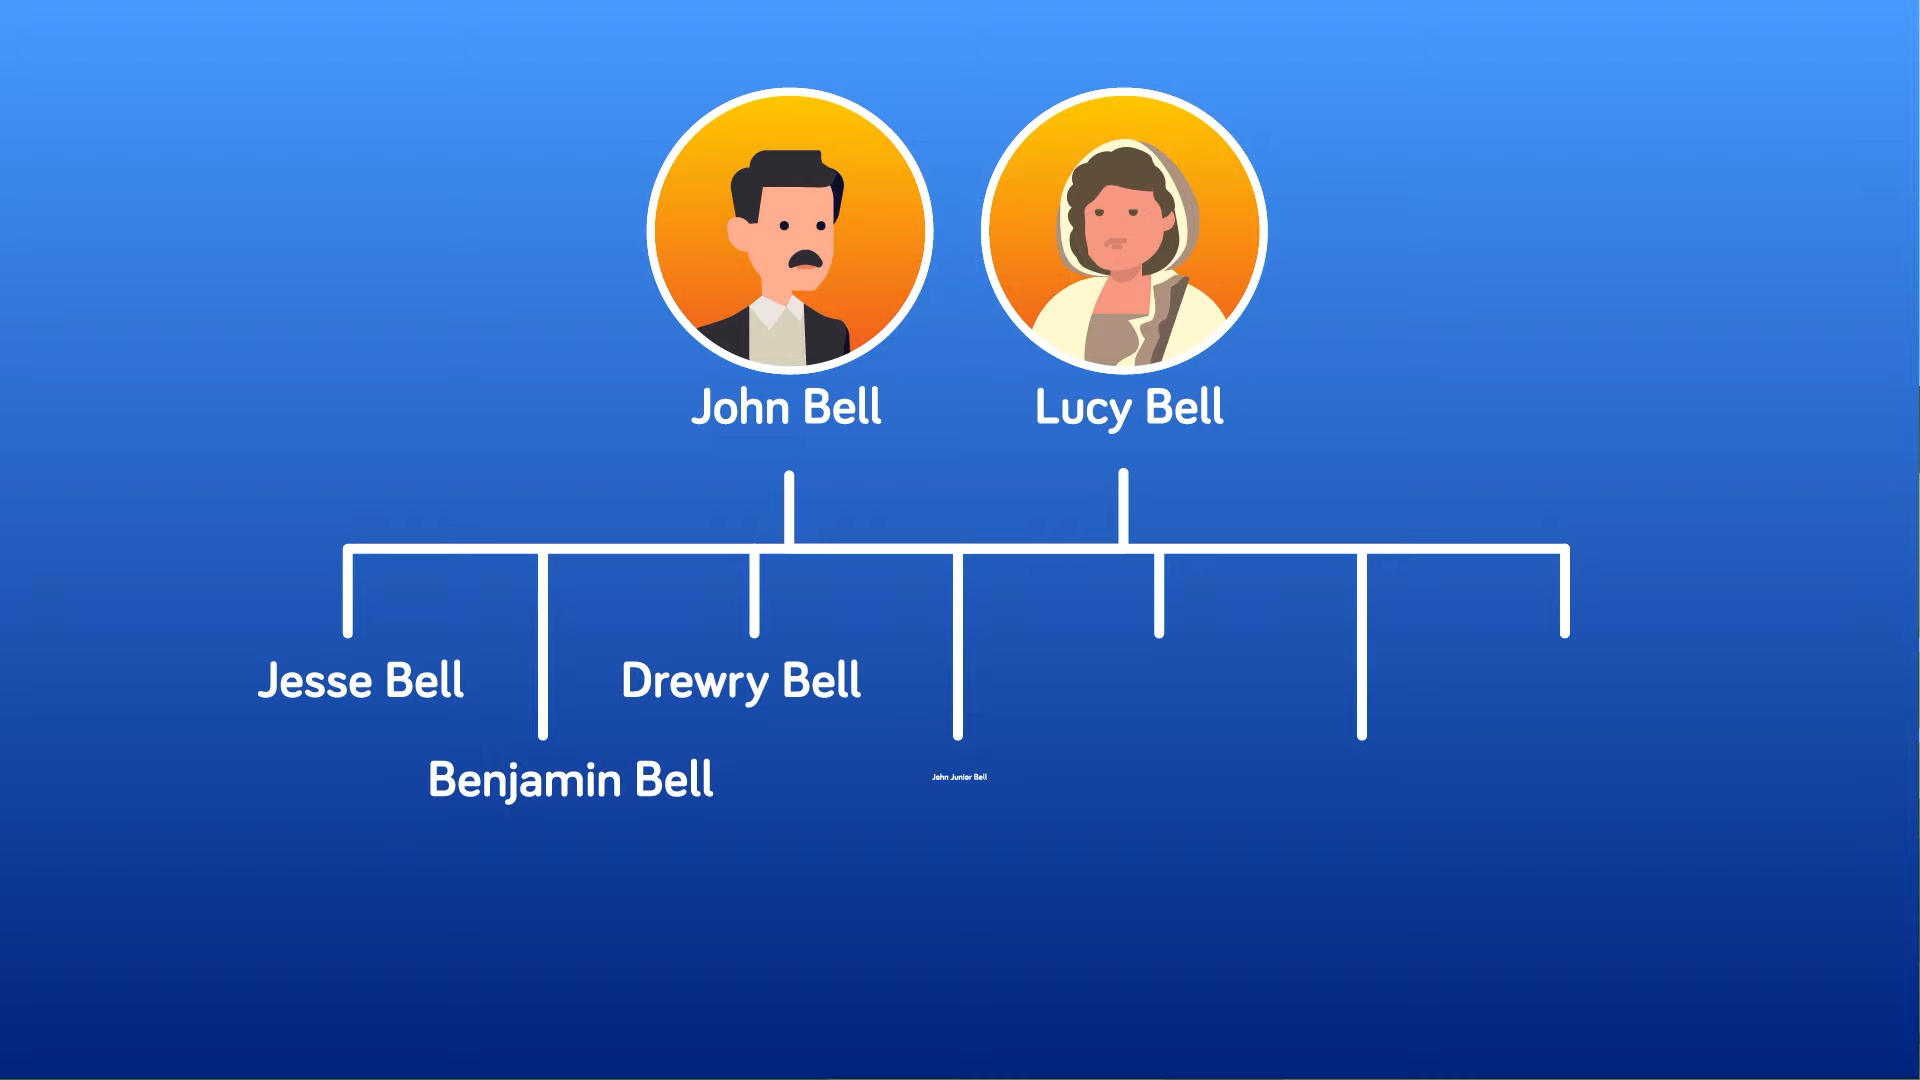 John Bell
Lucy Bell
Jesse Bell
Drewry Bell
Benjamin Bell
John Junior Bell